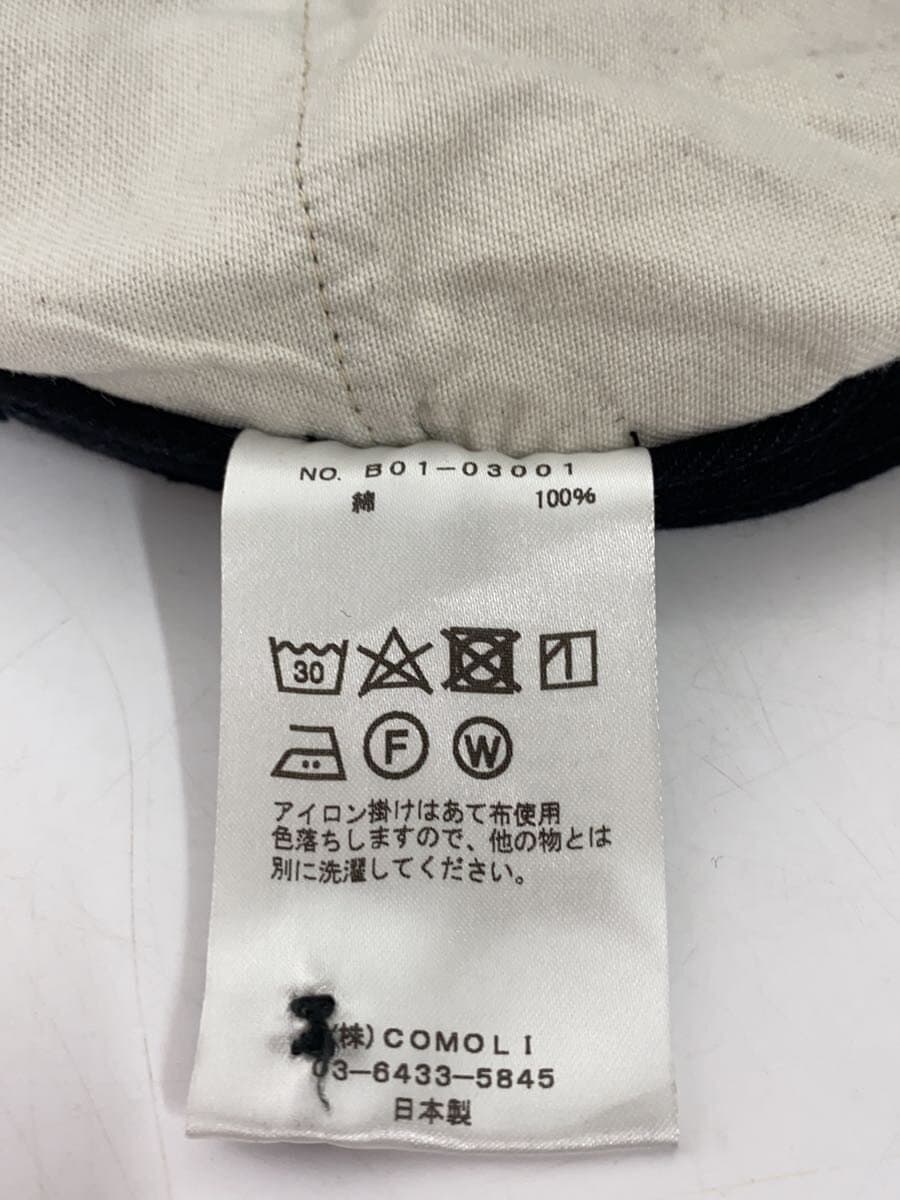 NO. B01-03001
綿 100%
30
F W
アイロン掛けはあて布使用
色落ちしますので、他の物とは
別に洗濯してください。
(株)COMOLI
03-6433-5845
日本製